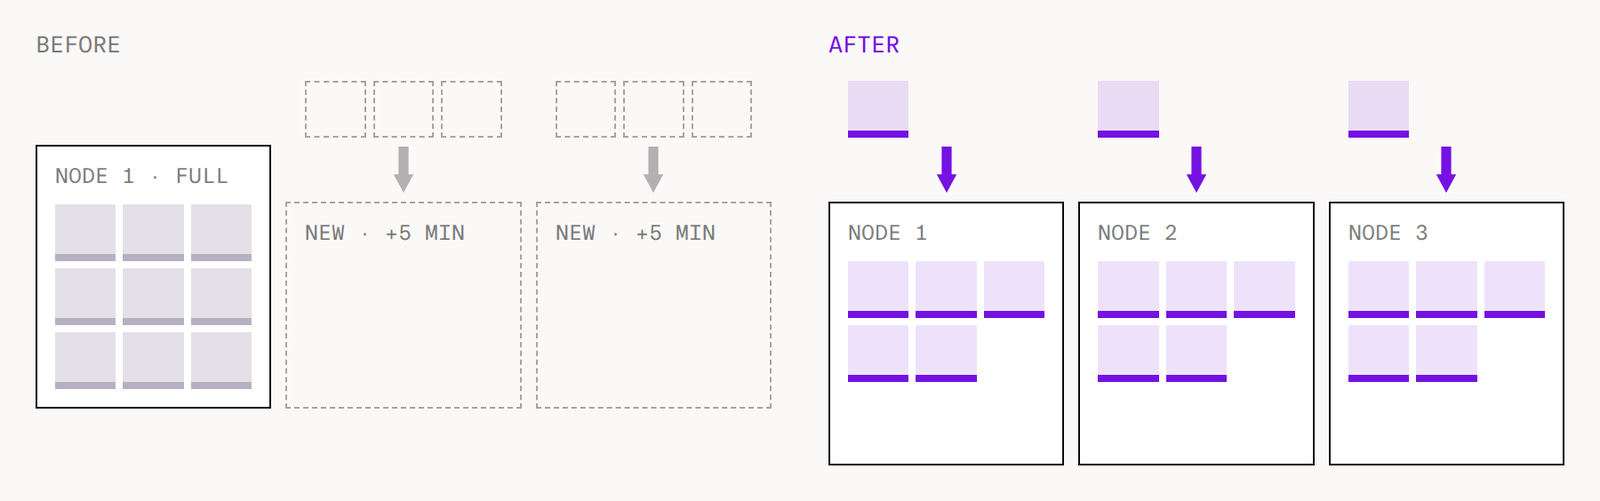 BEFORE
NODE 1 · FULL
NEW · +5 MIN
NEW · +5 MIN
AFTER
NODE 1
NODE 2
NODE 3